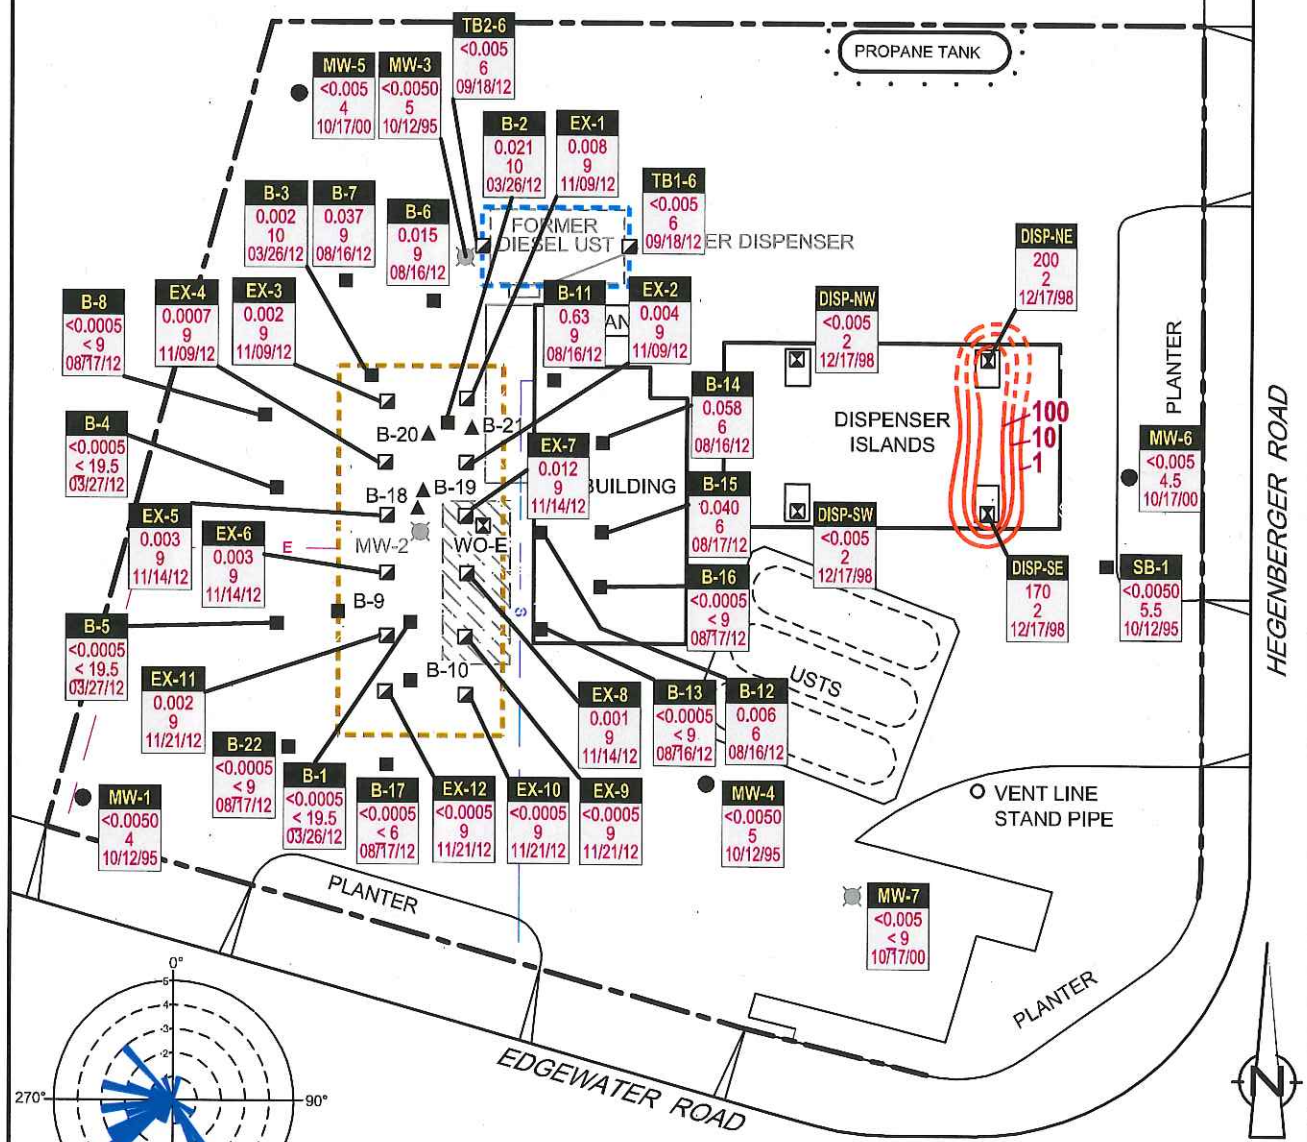 TB2-6
<0.005
6
09/18/12
MW-5
<0.005
4
10/17/00
MW-3
<0.0050
5
10/12/95
PROPANE TANK
B-2
0.021
10
03/26/12
EX-1
0.008
9
11/09/12
TB1-6
<0.005
6
09/18/12
B-3
0.002
10
03/26/12
B-7
0.037
9
08/16/12
B-6
0.015
9
08/16/12
FORMER
DIESEL UST
ER DISPENSER
DISP-NE
200
2
12/17/98
B-8
<0.0005
< 9
08/17/12
EX-4
0.0007
9
11/09/12
EX-3
0.002
9
11/09/12
B-11
0.63
9
08/16/12
AN
EX-2
0.004
9
11/09/12
DISP-NW
<0.005
2
12/17/98
PLANTER
HEGENBERGER ROAD
B-14
0.058
6
08/16/12
DISPENSER
ISLANDS
100
10
1
B-4
<0.0005
< 19.5
03/27/12
B-20
B-21
EX-7
0.012
9
11/14/12
MW-6
<0.005
4.5
10/17/00
BUILDING
B-15
0.040
6
08/17/12
B-18
B-19
EX-5
0.003
9
11/14/12
EX-6
0.003
9
11/14/12
E
MW-2
WO-E
DISP-SW
<0.005
2
12/17/98
DISP-SE
170
2
12/17/98
SB-1
<0.0050
5.5
10/12/95
B-16
<0.0005
< 9
08/17/12
B-9
S
B-5
<0.0005
< 19.5
03/27/12
B-10
USTS
EX-11
0.002
9
11/21/12
EX-8
0.001
9
11/14/12
B-13
<0.0005
< 9
08/16/12
B-12
0.006
6
08/16/12
B-22
<0.0005
< 9
08/17/12
B-1
<0.0005
< 19.5
03/26/12
B-17
<0.0005
< 6
08/17/12
EX-12
<0.0005
9
11/21/12
EX-10
<0.0005
9
11/21/12
EX-9
<0.0005
9
11/21/12
MW-4
<0.0050
5
10/12/95
MW-1
<0.0050
4
10/12/95
VENT LINE
STAND PIPE
PLANTER
MW-7
<0.005
< 9
10/17/00
PLANTER
EDGEWATER ROAD
0°
5
4
3
2
270°
90°
N